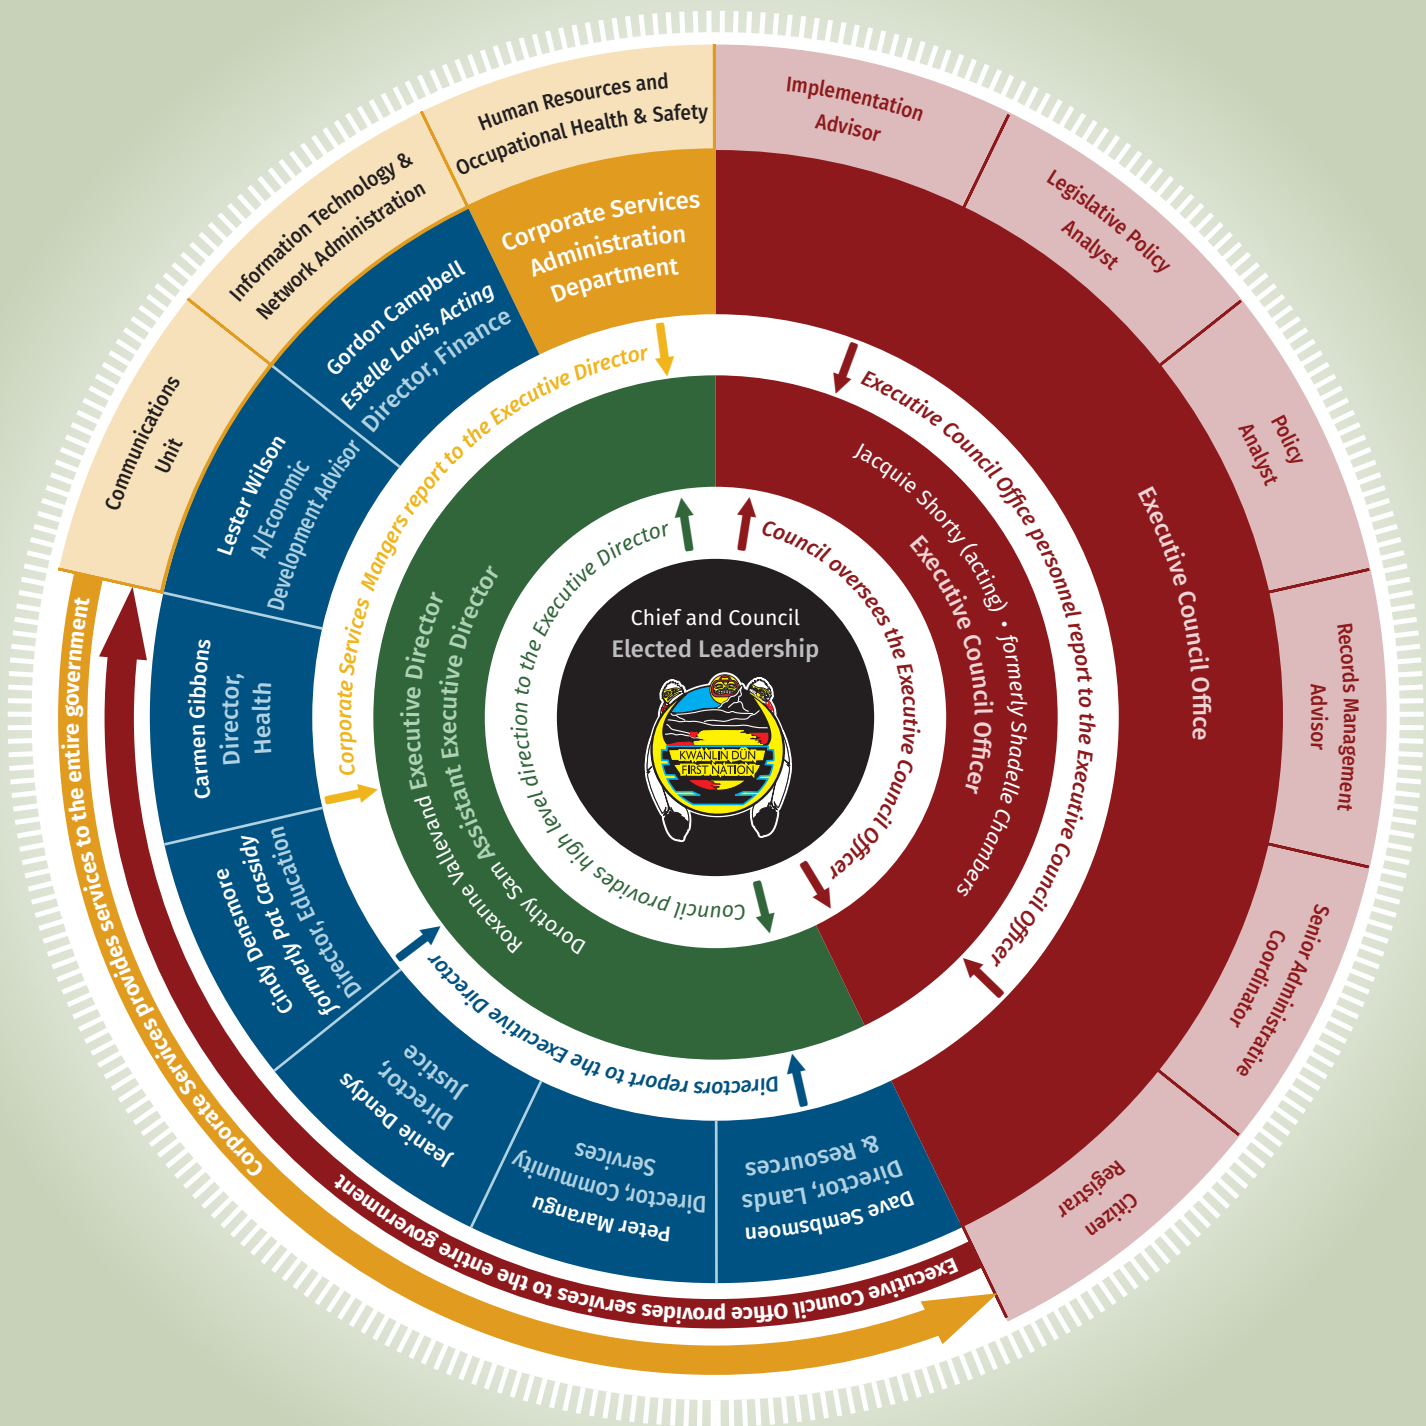 Chief and Council
Elected Leadership
KWANLIN DÜN
FIRST NATION
Council oversees the Executive Council Officer
Council provides high level direction to the Executive Director
Jacquie Shorty (acting) • formerly Shadelle Chambers
Executive Council Officer
Roxanne Vallevand Executive Director
Dorothy Sam Assistant Executive Director
Executive Council Office personnel report to the Executive Council Officer
Directors report to the Executive Director
Corporate Services Mangers report to the Executive Director
Executive Council Office
Corporate Services
Administration
Department
Gordon Campbell
Estelle Lavis, Acting
Director, Finance
Lester Wilson
A/Economic
Development Advisor
Carmen Gibbons
Director,
Health
Cindy Densmore
formerly Pat Cassidy
Director, Education
Jeanie Dendys
Director,
Justice
Peter Marangu
Director, Community
Services
Dave Sembsmoen
Director, Lands
& Resources
Implementation
Advisor
Legislative Policy
Analyst
Policy
Analyst
Records Management
Advisor
Senior Administrative
Coordinator
Citizen
Registrar
Human Resources and
Occupational Health & Safety
Information Technology &
Network Administration
Communications
Unit
Executive Council Office provides services to the entire government
Corporate Services provides services to the entire government